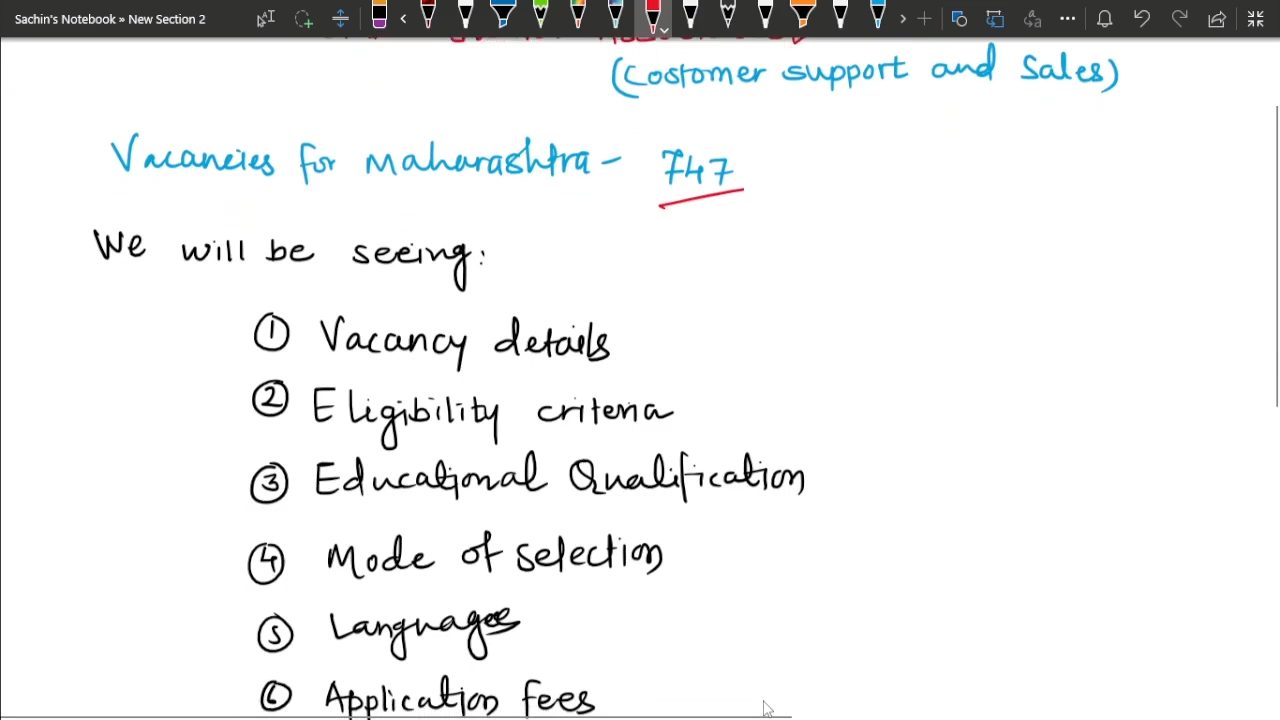 Sachin's Notebook » New Section 2
(Costomer support and Sales)
Vacancies for Maharashtra - 747
We will be seeing:
① Vacancy details
② Eligibility criteria
③ Educational Qualification
④ Mode of selection
⑤ Languages
⑥ Application fees